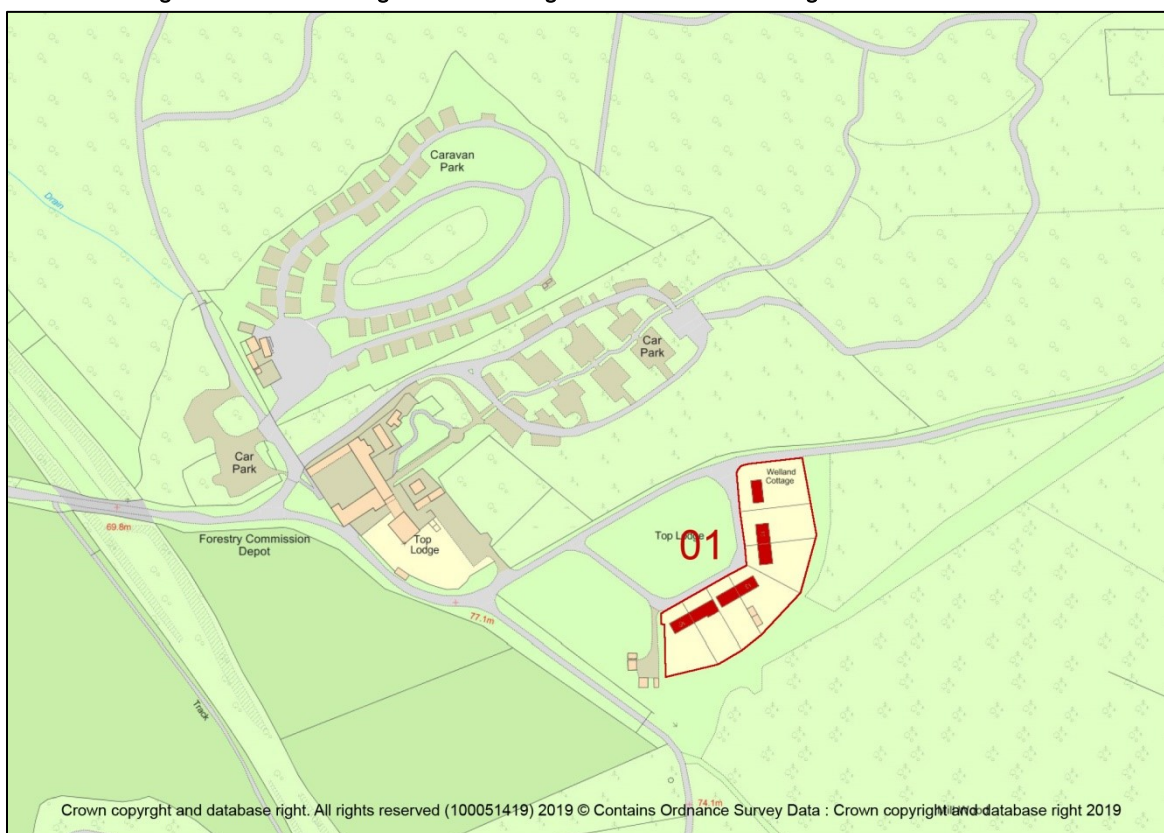 Caravan
Park
Drain
Car
Park
Car
Park
Welland
Cottage
Top Lodge
01
69.8m
Forestry Commission
Depot
Top
Lodge
77.1m
Track
74.1m
Crown copyrght and database right. All rights reserved (100051419) 2019 © Contains Ordnance Survey Data : Crown copyright and database right 2019